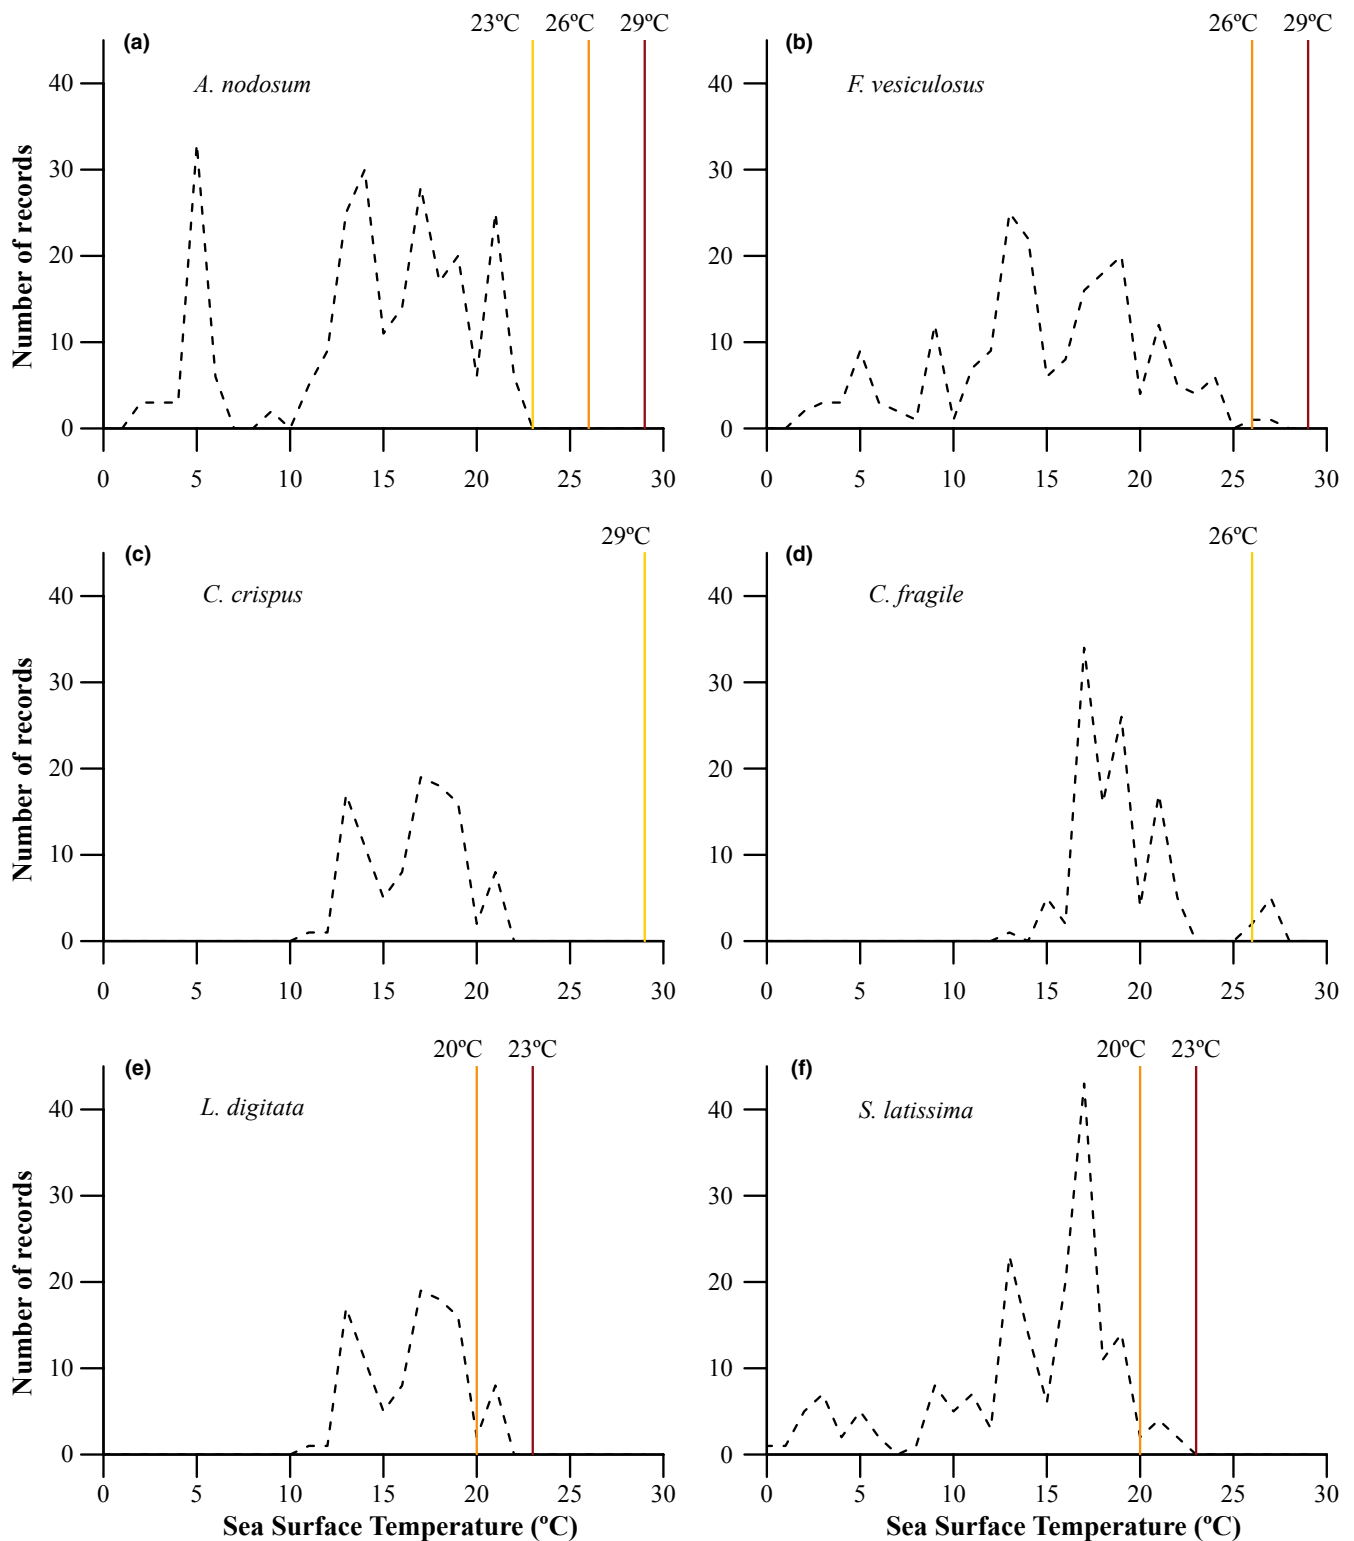 23ºC 26ºC 29ºC
(a)
A. nodosum
Number of records
40
30
20
10
0
0 5 10 15 20 25 30
26ºC 29ºC
(b)
F. vesiculosus
40
30
20
10
0
0 5 10 15 20 25 30
29ºC
(c)
C. crispus
Number of records
40
30
20
10
0
0 5 10 15 20 25 30
26ºC
(d)
C. fragile
40
30
20
10
0
0 5 10 15 20 25 30
20ºC 23ºC
(e)
L. digitata
Number of records
40
30
20
10
0
0 5 10 15 20 25 30
Sea Surface Temperature (ºC)
20ºC 23ºC
(f)
S. latissima
40
30
20
10
0
0 5 10 15 20 25 30
Sea Surface Temperature (ºC)